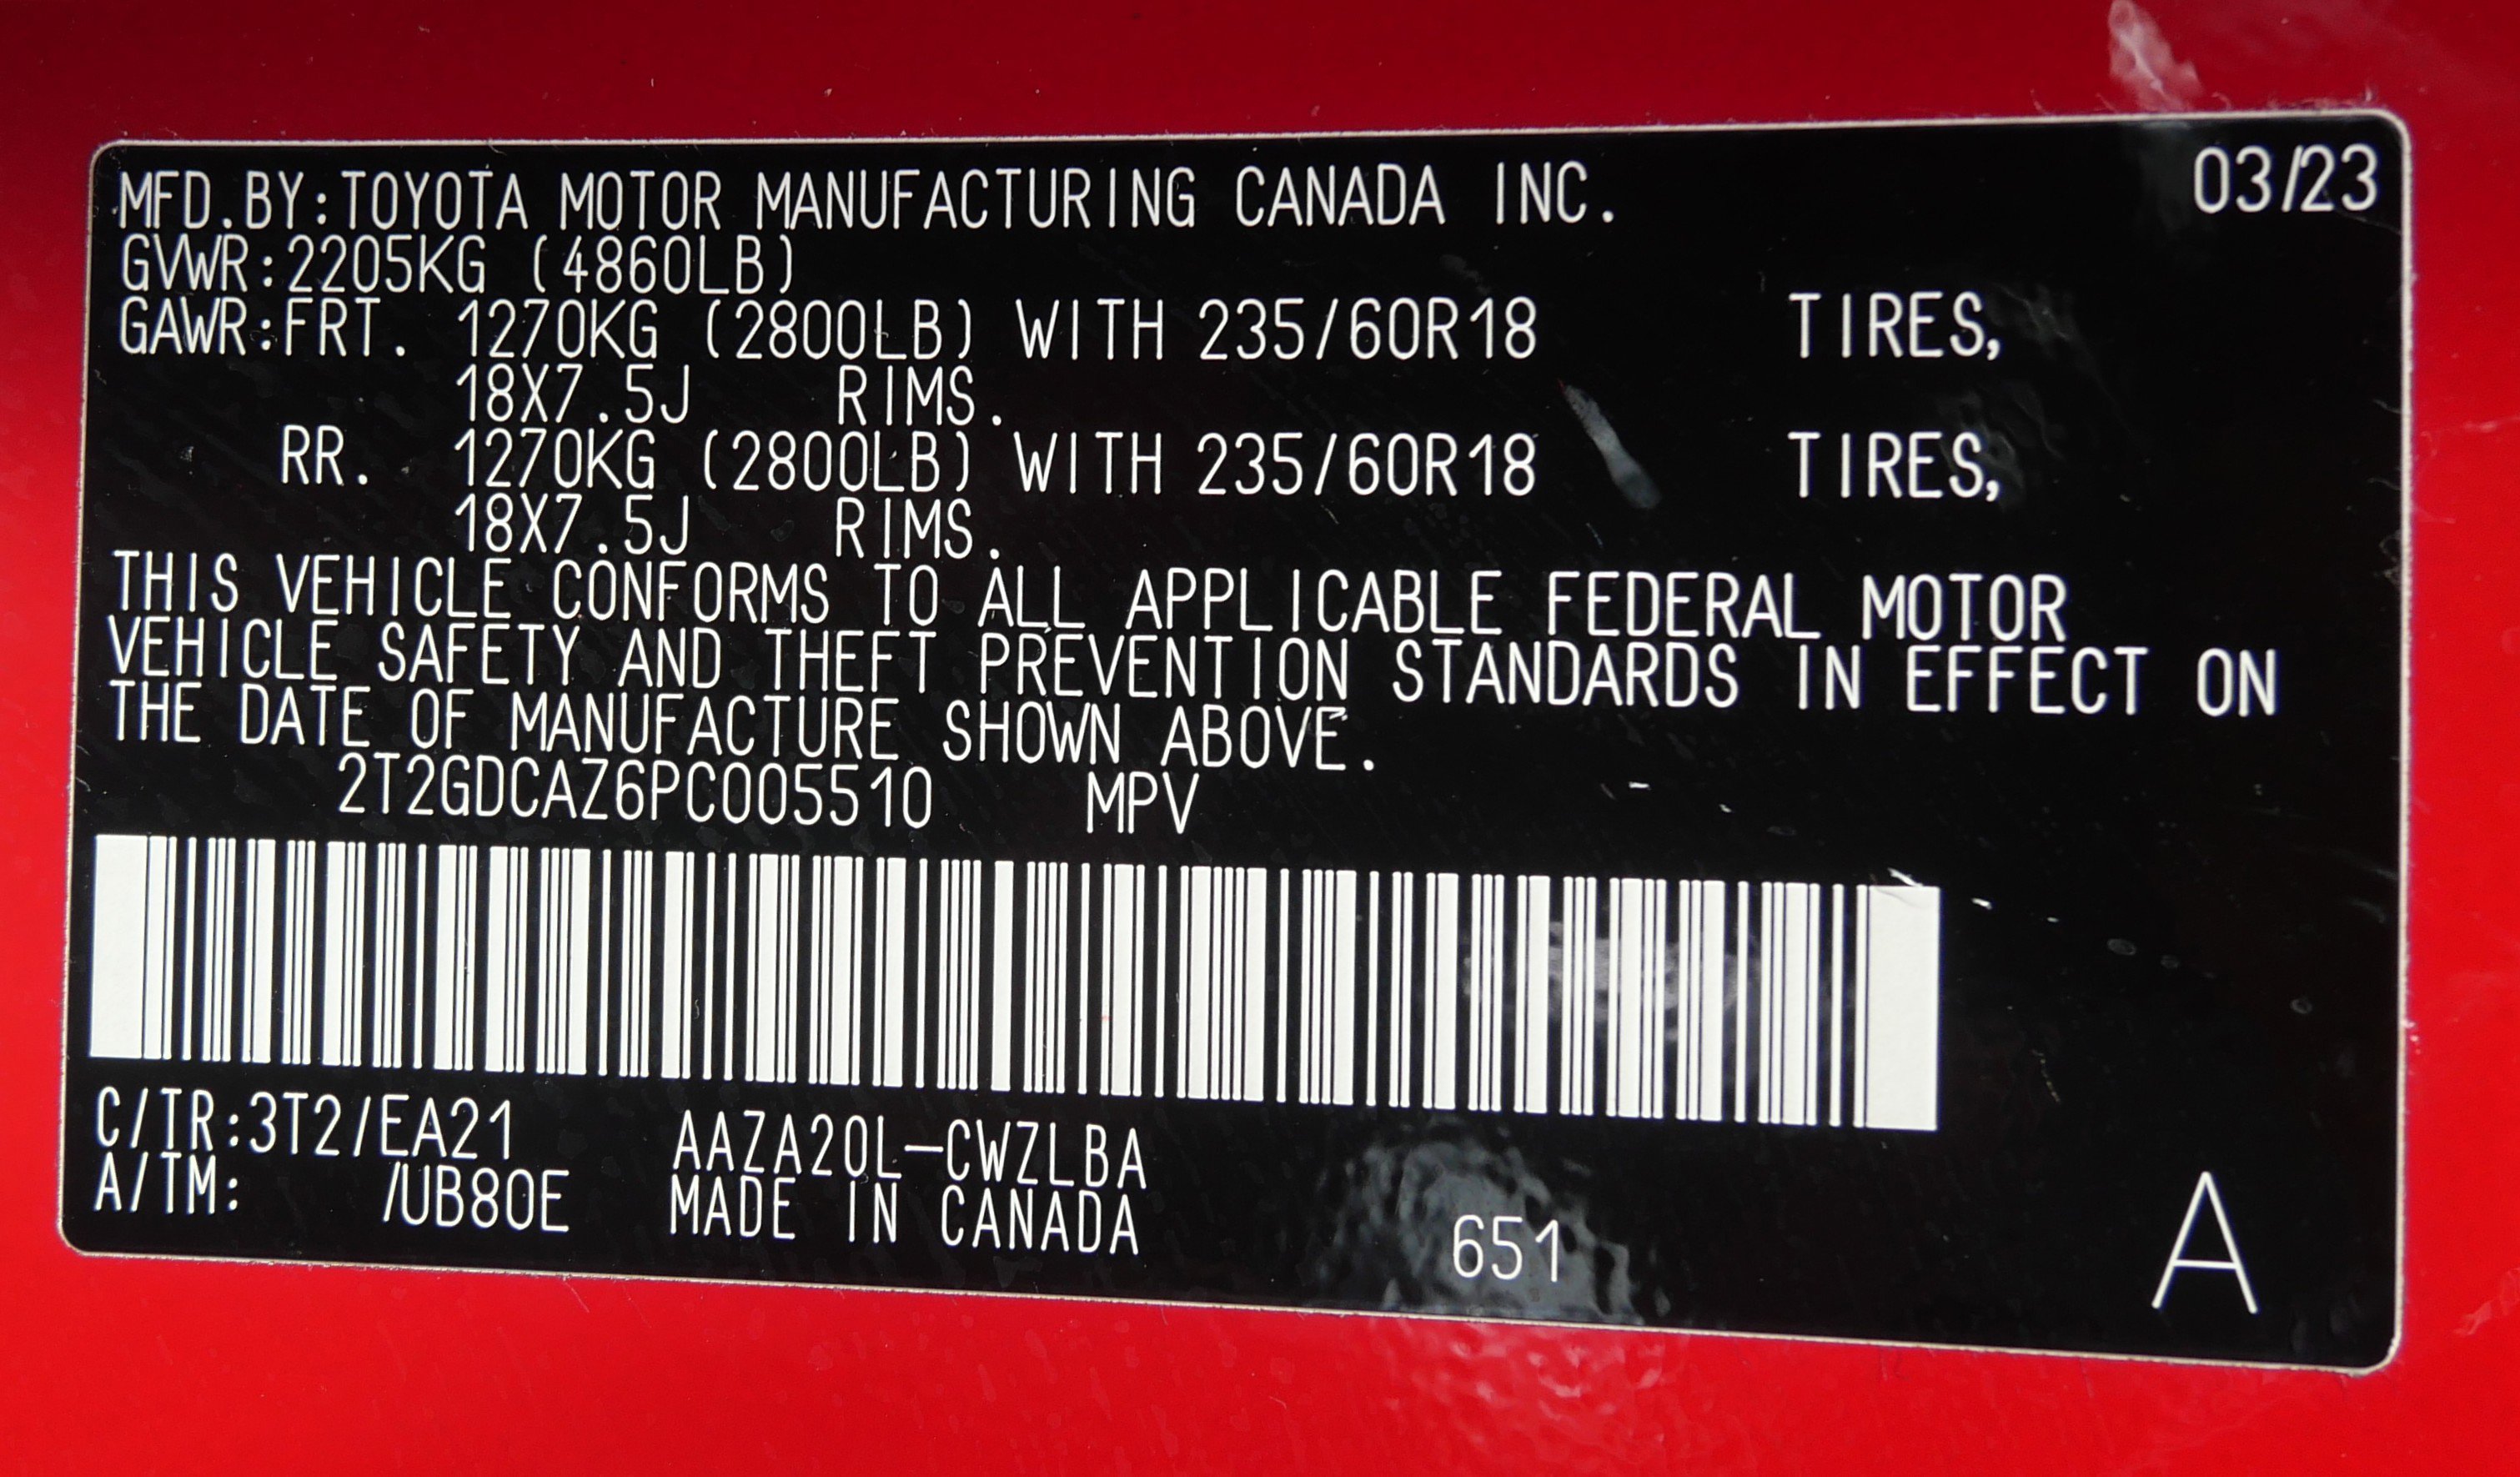 03/23
MFD.BY:TOYOTA MOTOR MANUFACTURING CANADA INC.
GVWR:2205KG (4860LB)
GAWR:FRT. 1270KG (2800LB) WITH 235/60R18 TIRES,
18X7.5J RIMS.
RR. 1270KG (2800LB) WITH 235/60R18 TIRES,
18X7.5J RIMS.
THIS VEHICLE CONFORMS TO ALL APPLICABLE FEDERAL MOTOR
VEHICLE SAFETY AND THEFT PREVENTION STANDARDS IN EFFECT ON
THE DATE OF MANUFACTURE SHOWN ABOVE.
2T2GDCAZ6PC005510 MPV
C/TR:3T2/EA21 AAZA20L-CWZLBA
A/TM: /UB80E MADE IN CANADA
651
A